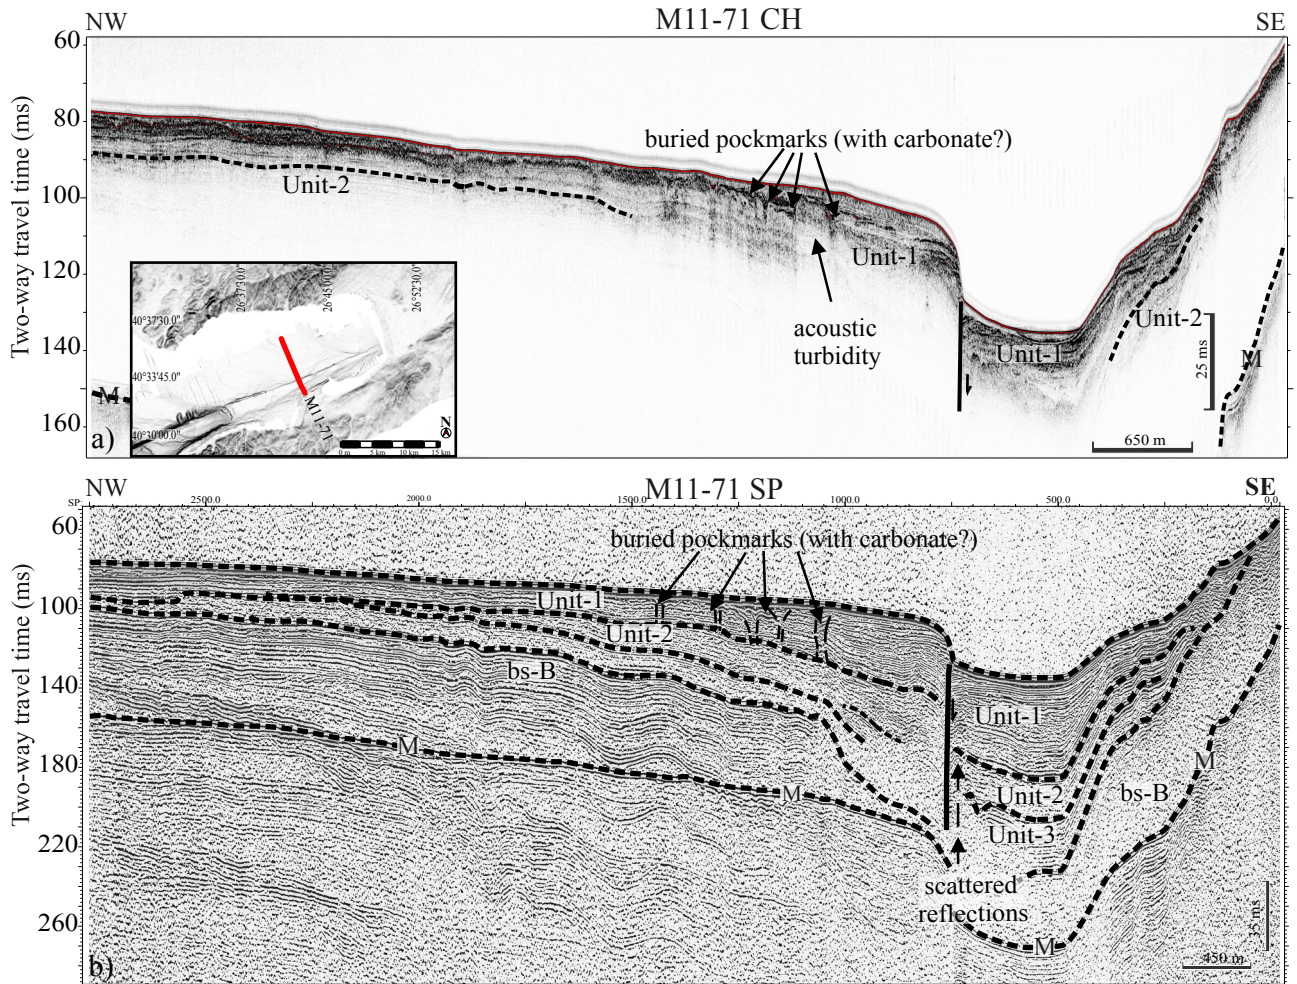 NW M11-71 CH SE
60
80
100
120
140
160
Two-way travel time (ms)
buried pockmarks (with carbonate?)
Unit-2
Unit-1
acoustic
turbidity
Unit-1
Unit-2
25 ms
M
M
650 m
a)
26°37'30.0"
26°45'00.0"
26°52'30.0"
40°37'30.0"
40°33'45.0"
40°30'00.0"
M11-71
N
0 m 5 km 10 km 15 km
NW M11-71 SP SE
SP: 2500.0 2000.0 1500.0 1000.0 500.0 0.0
60
100
140
180
220
260
Two-way travel time (ms)
buried pockmarks (with carbonate?)
Unit-1
Unit-2
bs-B
Unit-1
M
M
M
Unit-2
bs-B
Unit-3
scattered
reflections
M
35 ms
450 m
b)